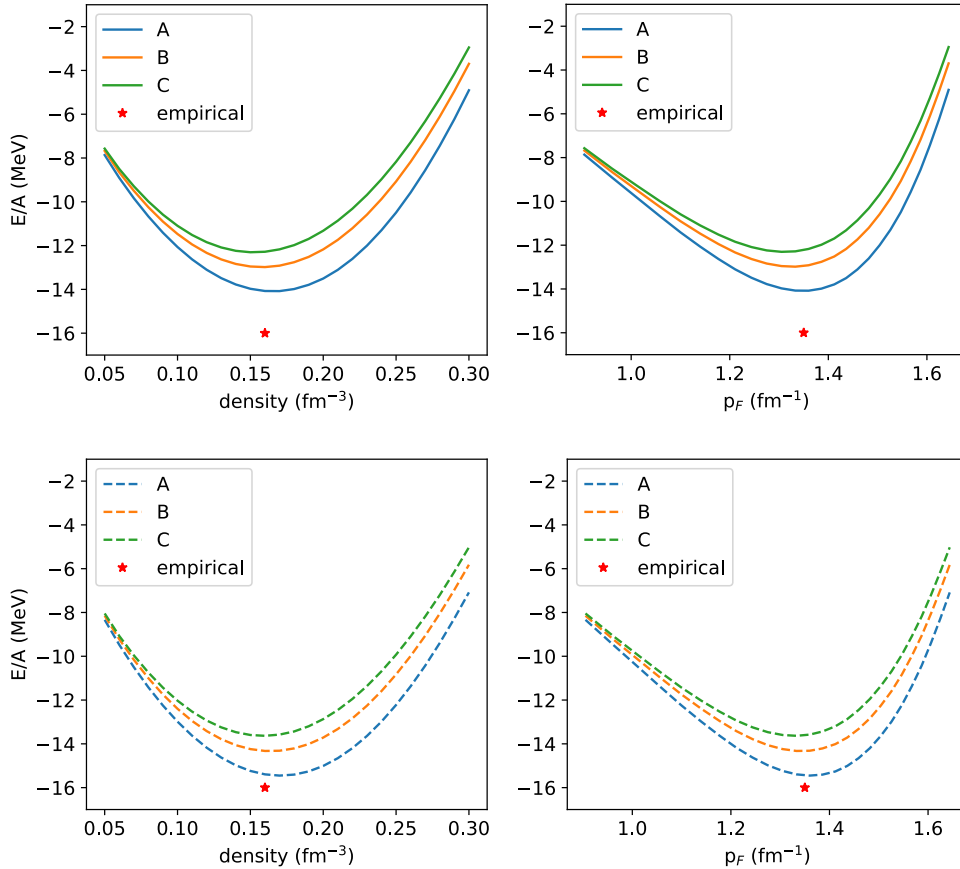 −2
−4
−6
−8
−10
−12
−14
−16
E/A (MeV)
A
B
C
empirical
0.05 0.10 0.15 0.20 0.25 0.30
density (fm⁻³)
−2
−4
−6
−8
−10
−12
−14
−16
A
B
C
empirical
1.0 1.2 1.4 1.6
p_F (fm⁻¹)
−2
−4
−6
−8
−10
−12
−14
−16
E/A (MeV)
A
B
C
empirical
0.05 0.10 0.15 0.20 0.25 0.30
density (fm⁻³)
−2
−4
−6
−8
−10
−12
−14
−16
A
B
C
empirical
1.0 1.2 1.4 1.6
p_F (fm⁻¹)